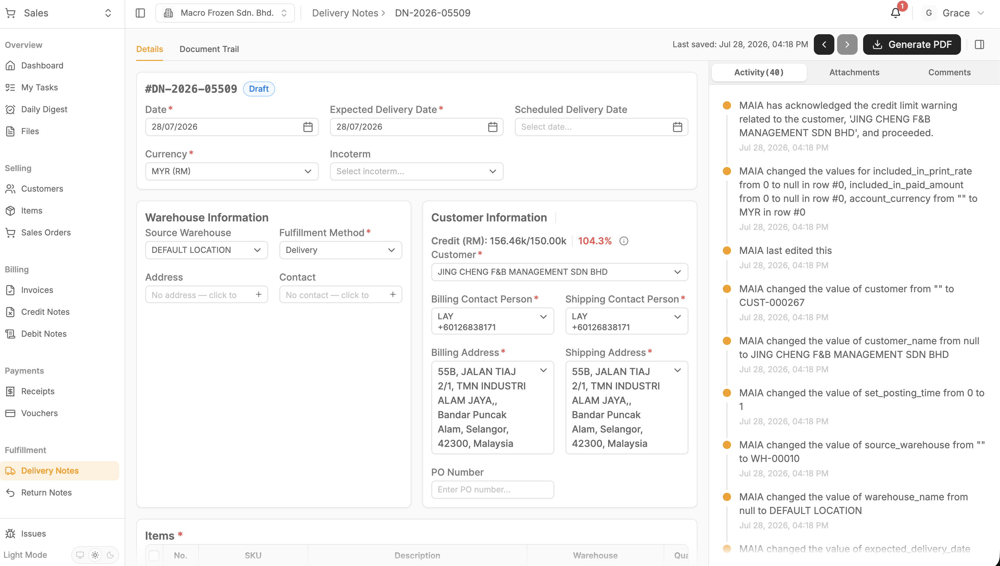 Sales
Macro Frozen Sdn. Bhd.
Delivery Notes > DN-2026-05509
1
G
Grace
Overview
Dashboard
My Tasks
Daily Digest
Files
Selling
Customers
Items
Sales Orders
Billing
Invoices
Credit Notes
Debit Notes
Payments
Receipts
Vouchers
Fulfillment
Delivery Notes
Return Notes
Issues
Light Mode
Details
Document Trail
Last saved: Jul 28, 2026, 04:18 PM
Generate PDF
#DN-2026-05509
Draft
Date*
Expected Delivery Date*
Scheduled Delivery Date
28/07/2026
28/07/2026
Select date...
Currency*
Incoterm
MYR (RM)
Select incoterm...
Warehouse Information
Source Warehouse
Fulfillment Method*
DEFAULT LOCATION
Delivery
Address
Contact
No address — click to +
No contact — click to +
Customer Information
Credit (RM): 156.46k/150.00k
104.3%
Customer*
JING CHENG F&B MANAGEMENT SDN BHD
Billing Contact Person*
Shipping Contact Person*
LAY
+60126838171
LAY
+60126838171
Billing Address*
Shipping Address*
55B, JALAN TIAJ
2/1, TMN INDUSTRI
ALAM JAYA,,
Bandar Puncak
Alam, Selangor,
42300, Malaysia
55B, JALAN TIAJ
2/1, TMN INDUSTRI
ALAM JAYA,,
Bandar Puncak
Alam, Selangor,
42300, Malaysia
PO Number
Enter PO number...
Items *
No.
SKU
Description
Warehouse
Qua
Activity(40)
Attachments
Comments
MAIA has acknowledged the credit limit warning
related to the customer, 'JING CHENG F&B
MANAGEMENT SDN BHD', and proceeded.
Jul 28, 2026, 04:18 PM
MAIA changed the values for included_in_print_rate
from 0 to null in row #0, included_in_paid_amount
from 0 to null in row #0, account_currency from "" to
MYR in row #0
Jul 28, 2026, 04:18 PM
MAIA last edited this
Jul 28, 2026, 04:18 PM
MAIA changed the value of customer from "" to
CUST-000267
Jul 28, 2026, 04:18 PM
MAIA changed the value of customer_name from null
to JING CHENG F&B MANAGEMENT SDN BHD
Jul 28, 2026, 04:18 PM
MAIA changed the value of set_posting_time from 0 to
1
Jul 28, 2026, 04:18 PM
MAIA changed the value of source_warehouse from ""
to WH-00010
Jul 28, 2026, 04:18 PM
MAIA changed the value of warehouse_name from
null to DEFAULT LOCATION
Jul 28, 2026, 04:18 PM
MAIA changed the value of expected_delivery_date